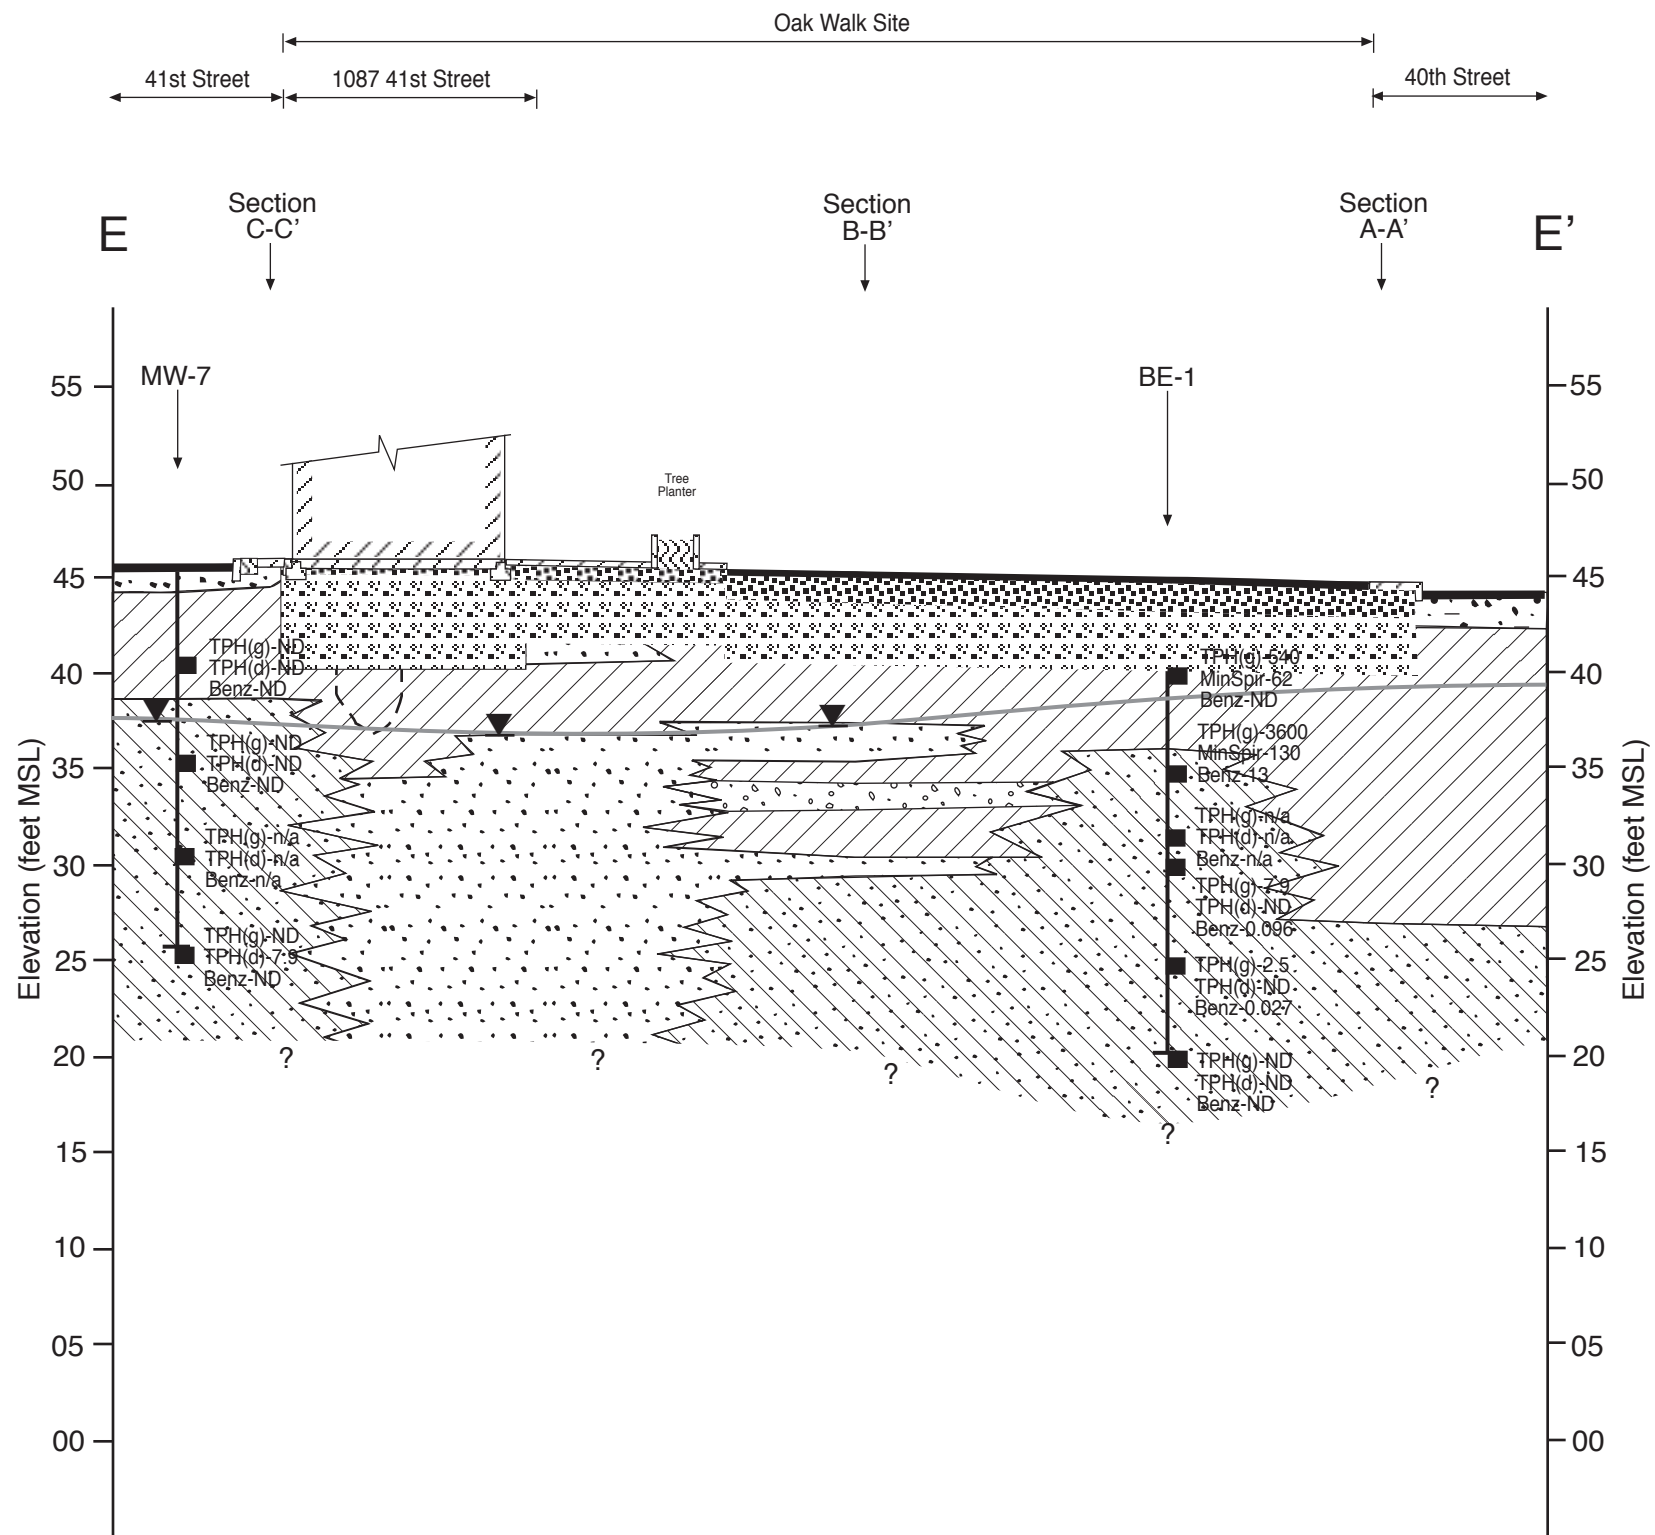 Oak Walk Site
41st Street
1087 41st Street
40th Street
E
Section
C-C’
Section
B-B’
Section
A-A’
E’
MW-7
BE-1
Tree
Planter
Elevation (feet MSL)
55
50
45
40
35
30
25
20
15
10
05
00
TPH(g)-ND
TPH(d)-ND
Benz-ND
TPH(g)-ND
TPH(d)-ND
Benz-ND
TPH(g)-n/a
TPH(d)-n/a
Benz-n/a
TPH(g)-ND
TPH(d)-7.9
Benz-ND
TPH(g)-540
MinSpir-62
Benz-ND
TPH(g)-3600
MinSpir-130
Benz-13
TPH(g)-n/a
TPH(d)-n/a
Benz-n/a
TPH(g)-7.9
TPH(d)-ND
Benz-0.096
TPH(g)-2.5
TPH(d)-ND
Benz-0.027
TPH(g)-ND
TPH(d)-ND
Benz-ND
?
?
?
?
?
55
50
45
40
35
30
25
20
15
10
05
00
Elevation (feet MSL)